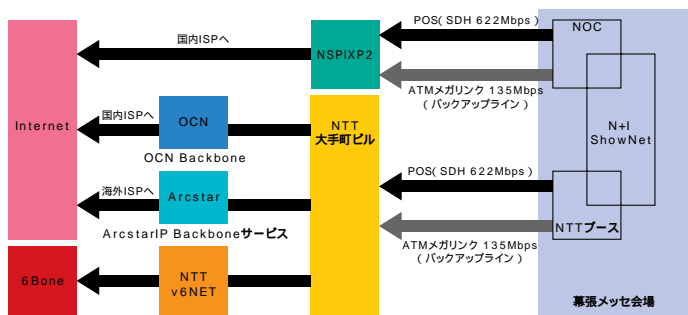 POS( SDH 622Mbps )
NOC
国内ISPへ
NSPIXP2
ATMメガリンク 135Mbps
( バックアップライン )
国内ISPへ
OCN
OCN Backbone
NTT
大手町ビル
Internet
N+I
ShowNet
POS( SDH 622Mbps )
海外ISPへ
Arcstar
ArcstarIP Backboneサービス
NTTブース
ATMメガリンク 135Mbps
( バックアップライン )
6Bone
NTT
v6NET
幕張メッセ会場